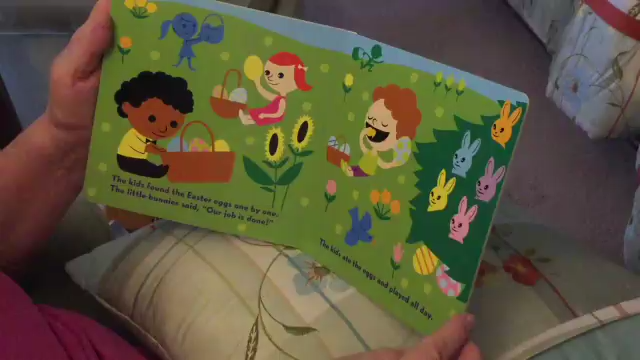 The kids found the Easter eggs one by one.
The little bunnies said, "Our job is done!"
The kids ate the eggs and played all day.